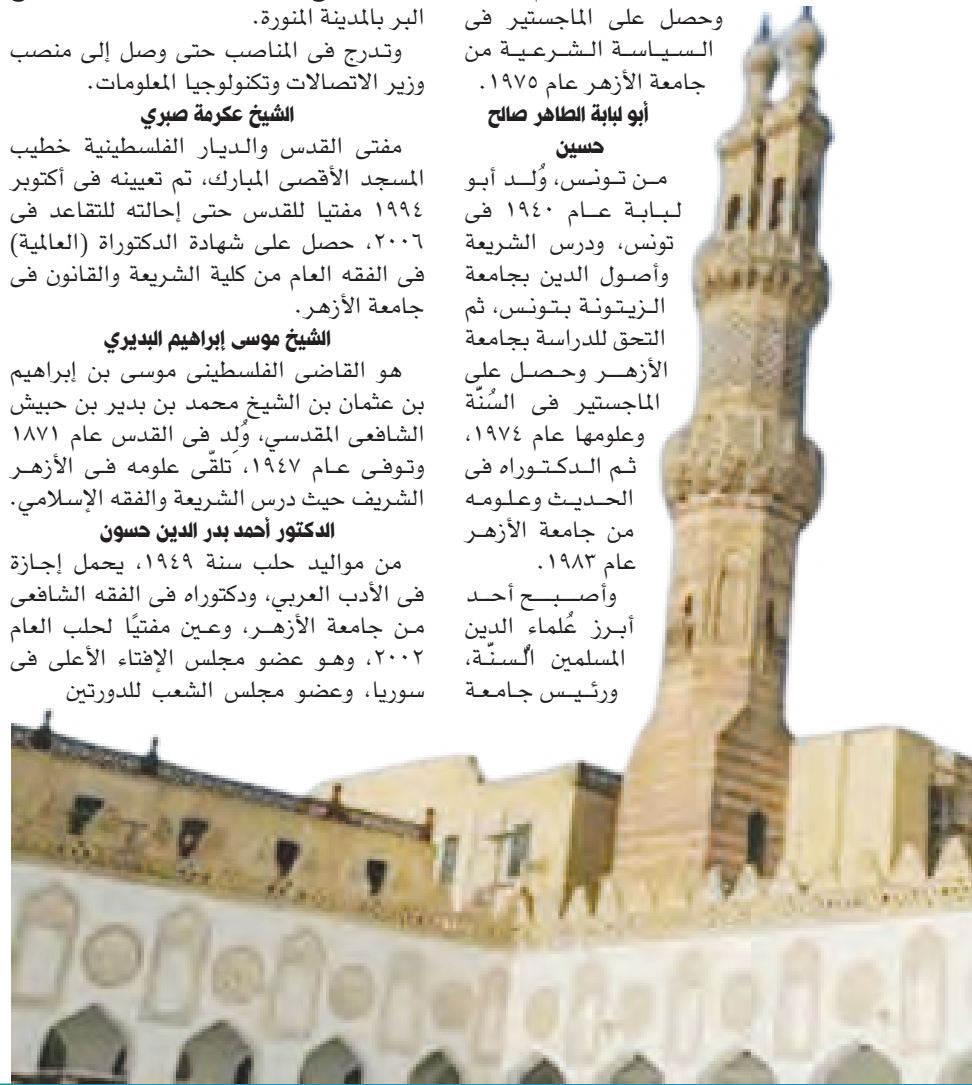 وحصل على الماجستير فى
السياسة الشرعية من
جامعة الأزهر عام ١٩٧٥.
أبو لبابة الطاهر صالح
حسين
من تونس، وُلد أبو
لبابة عام ١٩٤٠ فى
تونس، ودرس الشريعة
وأصول الدين بجامعة
الزيتونة بتونس، ثم
التحق للدراسة بجامعة
الأزهر وحصل على
الماجستير فى السُنّة
وعلومها عام ١٩٧٤،
ثم الدكتوراه فى
الحديث وعلومه
من جامعة الأزهر
عام ١٩٨٣.
وأصبح أحد
أبرز عُلماء الدين
المسلمين السُنّة،
ورئيس جامعة
البر بالمدينة المنورة.
وتدرج فى المناصب حتى وصل إلى منصب
وزير الاتصالات وتكنولوجيا المعلومات.
الشيخ عكرمة صبري
مفتى القدس والديار الفلسطينية خطيب
المسجد الأقصى المبارك، تم تعيينه فى أكتوبر
١٩٩٤ مفتيا للقدس حتى إحالته للتقاعد فى
٢٠٠٦، حصل على شهادة الدكتوراة (العالمية)
فى الفقه العام من كلية الشريعة والقانون فى
جامعة الأزهر.
الشيخ موسى إبراهيم البديري
هو القاضى الفلسطينى موسى بن إبراهيم
بن عثمان بن الشيخ محمد بن بدير بن حبيش
الشافعى المقدسي، وُلِد فى القدس عام ١٨٧١
وتوفى عام ١٩٤٧، تلقّى علومه فى الأزهر
الشريف حيث درس الشريعة والفقه الإسلامي.
الدكتور أحمد بدر الدين حسون
من مواليد حلب سنة ١٩٤٩، يحمل إجازة
فى الأدب العربي، ودكتوراه فى الفقه الشافعى
من جامعة الأزهر، وعين مفتيًا لحلب العام
٢٠٠٢، وهو عضو مجلس الإفتاء الأعلى فى
سوريا، وعضو مجلس الشعب للدورتين